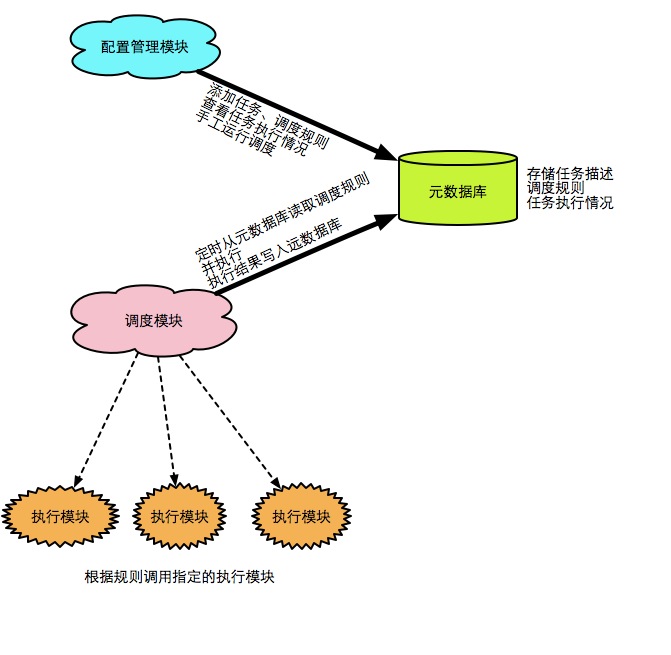 配置管理模块
添加任务、调度规则
查看任务执行情况
手工运行调度
元数据库
存储任务描述
调度规则
任务执行情况
定时从元数据库读取调度规则
并执行
执行结果写入远数据库
调度模块
执行模块
执行模块
执行模块
根据规则调用指定的执行模块